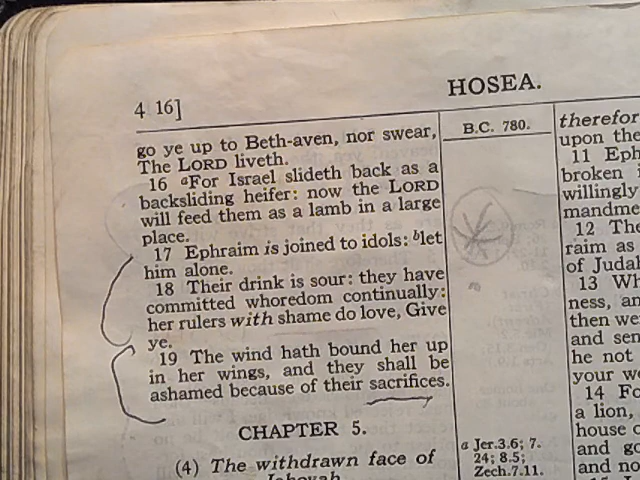 4 16]
HOSEA.
go ye up to Beth-aven, nor swear,
The LORD liveth.
16 aFor Israel slideth back as a
backsliding heifer: now the LORD
will feed them as a lamb in a large
place.
17 Ephraim is joined to idols: blet
him alone.
18 Their drink is sour: they have
committed whoredom continually:
her rulers with shame do love, Give
ye.
19 The wind hath bound her up
in her wings, and they shall be
ashamed because of their sacrifices.
CHAPTER 5.
(4) The withdrawn face of
Jehovah
B.C. 780.
a Jer.3.6; 7.
24; 8.5;
Zech.7.11.
therefor
upon the
11 Eph
broken i
willingly
mandme
12 The
raim as
of Judah
13 Wh
ness, an
then we
and sen
he not
your w
14 Fo
a lion,
house o
and go
and no